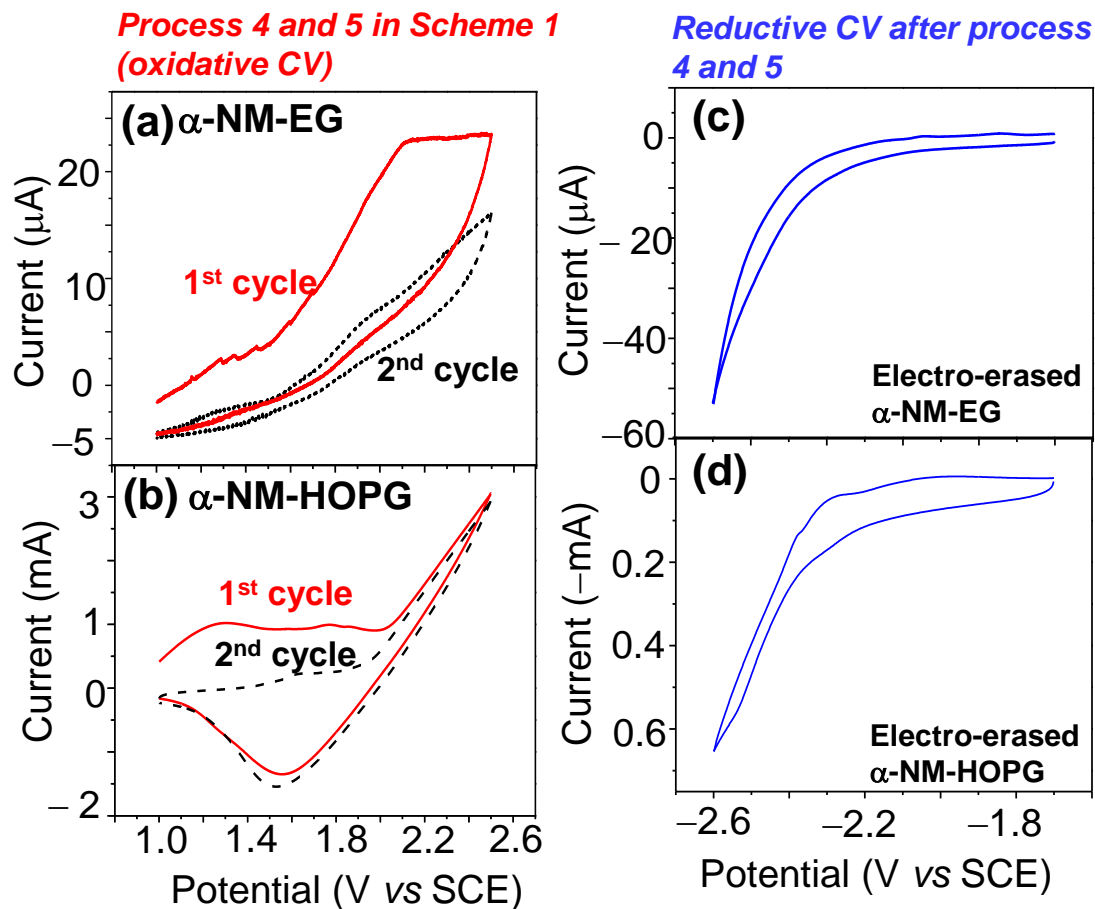 Process 4 and 5 in Scheme 1
(oxidative CV)
Reductive CV after process
4 and 5
(a) α-NM-EG
20
10
0
−5
Current (μA)
1st cycle
2nd cycle
(b) α-NM-HOPG
3
1
0
− 2
Current (mA)
1st cycle
2nd cycle
1.0 1.4 1.8 2.2 2.6
Potential (V vs SCE)
(c)
0
− 20
−40
−60
Current (μA)
Electro-erased
α-NM-EG
(d)
0
0.2
0.4
0.6
Current (−mA)
Electro-erased
α-NM-HOPG
−2.6 −2.2 −1.8
Potential (V vs SCE)